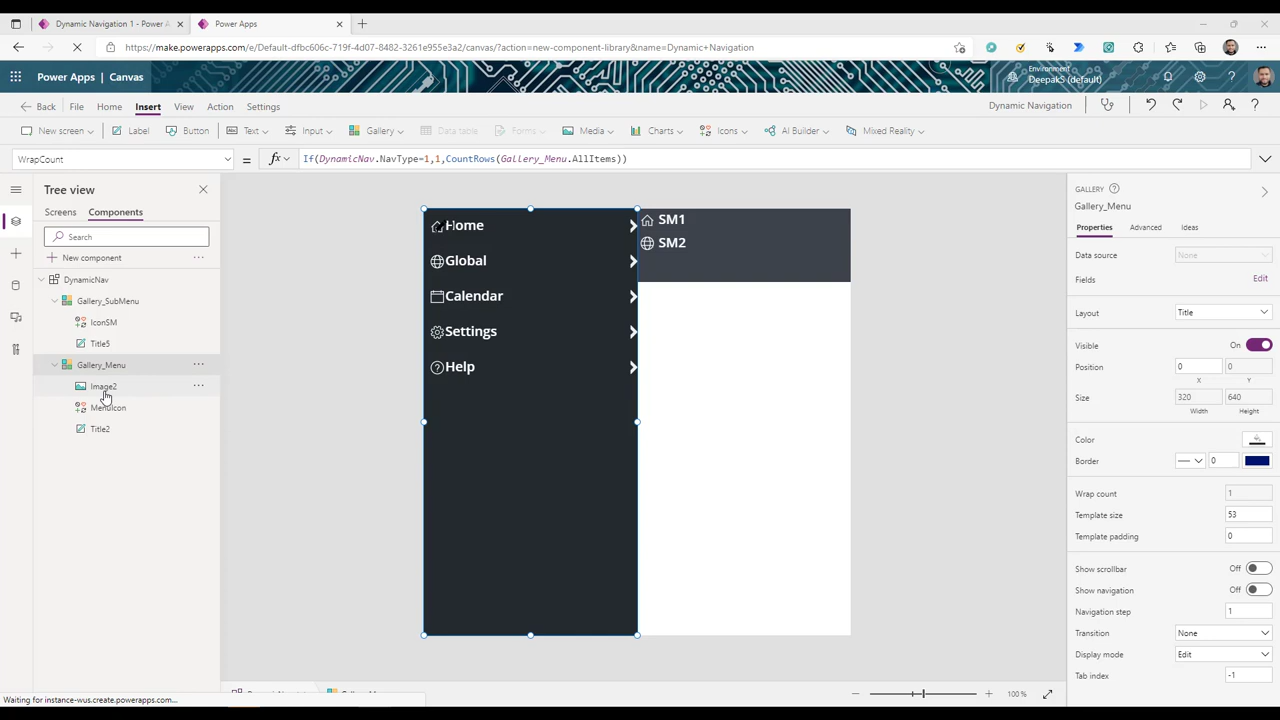 Dynamic Navigation 1 - Power A
Power Apps
https://make.powerapps.com/e/Default-dfbc606c-719f-4d07-8482-3261e955e3a2/canvas/?action=new-component-library&name=Dynamic+Navigation
Power Apps | Canvas
Environment
DeepakS (default)
Back
File
Home
Insert
View
Action
Settings
Dynamic Navigation
New screen
Label
Button
Text
Input
Gallery
Data table
Forms
Media
Charts
Icons
AI Builder
Mixed Reality
WrapCount
= fx If(DynamicNav.NavType=1,1,CountRows(Gallery_Menu.AllItems))
Tree view
Screens
Components
Search
New component
DynamicNav
Gallery_SubMenu
IconSM
Title5
Gallery_Menu
Image2
MenuIcon
Title2
Home
Global
Calendar
Settings
Help
SM1
SM2
GALLERY
Gallery_Menu
Properties
Advanced
Ideas
Data source
None
Fields
Edit
Layout
Title
Visible
On
Position
0
0
X
Y
Size
320
640
Width
Height
Color
Border
0
Wrap count
1
Template size
53
Template padding
0
Show scrollbar
Off
Show navigation
Off
Navigation step
1
Transition
None
Display mode
Edit
Tab index
-1
100 %
Waiting for instance-wus.create.powerapps.com...